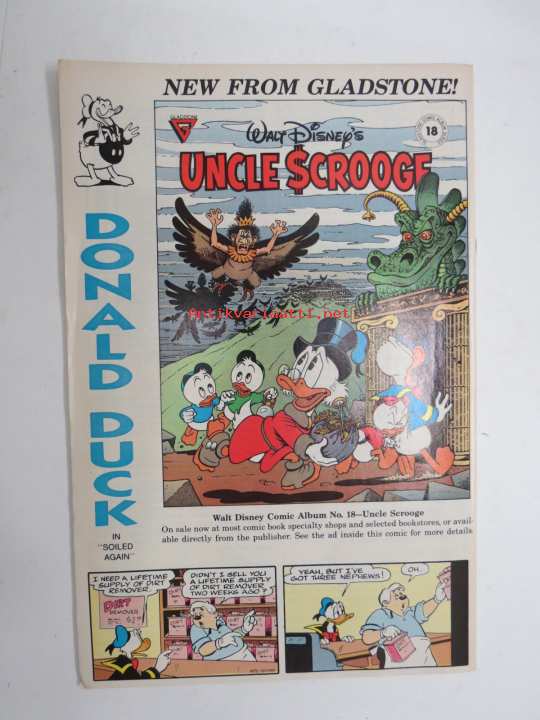 NEW FROM GLADSTONE!
GLADSTONE
WALT DISNEY'S
UNCLE $CROOGE
18
antikvariaatit.net
DONALD DUCK
IN
"SOILED
AGAIN"
Walt Disney Comic Album No. 18—Uncle Scrooge
On sale now at most comic book specialty shops and selected bookstores, or avail-
able directly from the publisher. See the ad inside this comic for more details.
I NEED A LIFETIME
SUPPLY OF DIRT
REMOVER.
DIRT
REMOVER
DIDN'T I SELL YOU
A LIFETIME SUPPLY
OF DIRT REMOVER
TWO WEEKS AGO?
YEAH, BUT I'VE
GOT THREE NEPHEWS!
OH.